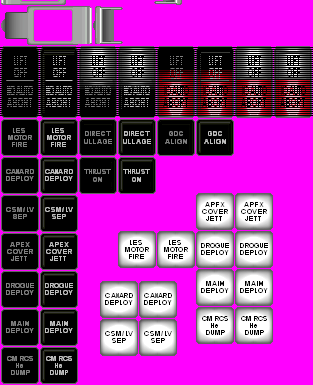 LIFT LIFT LIFT LIFT LIFT LIFT LIFT LIFT
OFF OFF OFF OFF OFF OFF OFF OFF
NO AUTO NO AUTO NO AUTO NO AUTO NO AUTO NO AUTO NO AUTO NO AUTO
ABORT ABORT ABORT ABORT ABORT ABORT ABORT ABORT
LES LES DIRECT DIRECT GDC GDC
MOTOR MOTOR ULLAGE ULLAGE ALIGN ALIGN
FIRE FIRE
CANARD CANARD THRUST THRUST
DEPLOY DEPLOY ON ON
CSM/LV CSM/LV
SEP SEP
APEX APEX
COVER COVER
JETT JETT
APEX APEX
COVER COVER
JETT JETT
LES LES
MOTOR MOTOR
FIRE FIRE
DROGUE DROGUE
DEPLOY DEPLOY
DROGUE DROGUE
DEPLOY DEPLOY
MAIN MAIN
DEPLOY DEPLOY
CANARD CANARD
DEPLOY DEPLOY
MAIN MAIN
DEPLOY DEPLOY
CSM/LV CSM/LV
SEP SEP
CM RCS CM RCS
He He
DUMP DUMP
CM RCS CM RCS
He He
DUMP DUMP